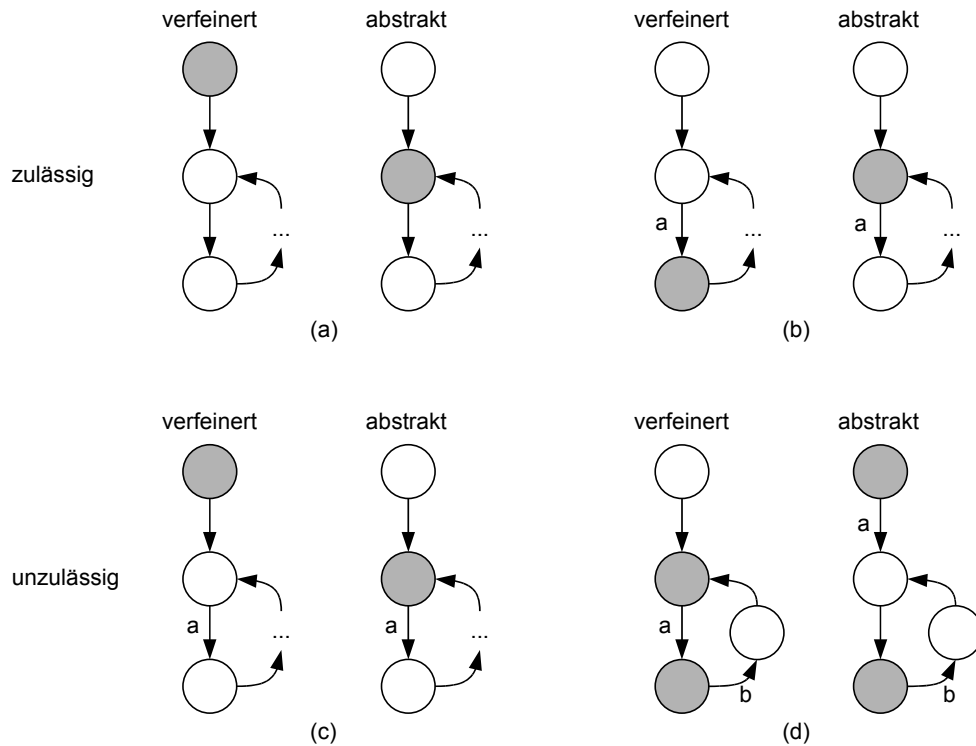 verfeinert abstrakt verfeinert abstrakt
zulässig
... ... a ... a ...
(a) (b)
verfeinert abstrakt verfeinert abstrakt
a
unzulässig
a ... a ... a
b b
(c) (d)